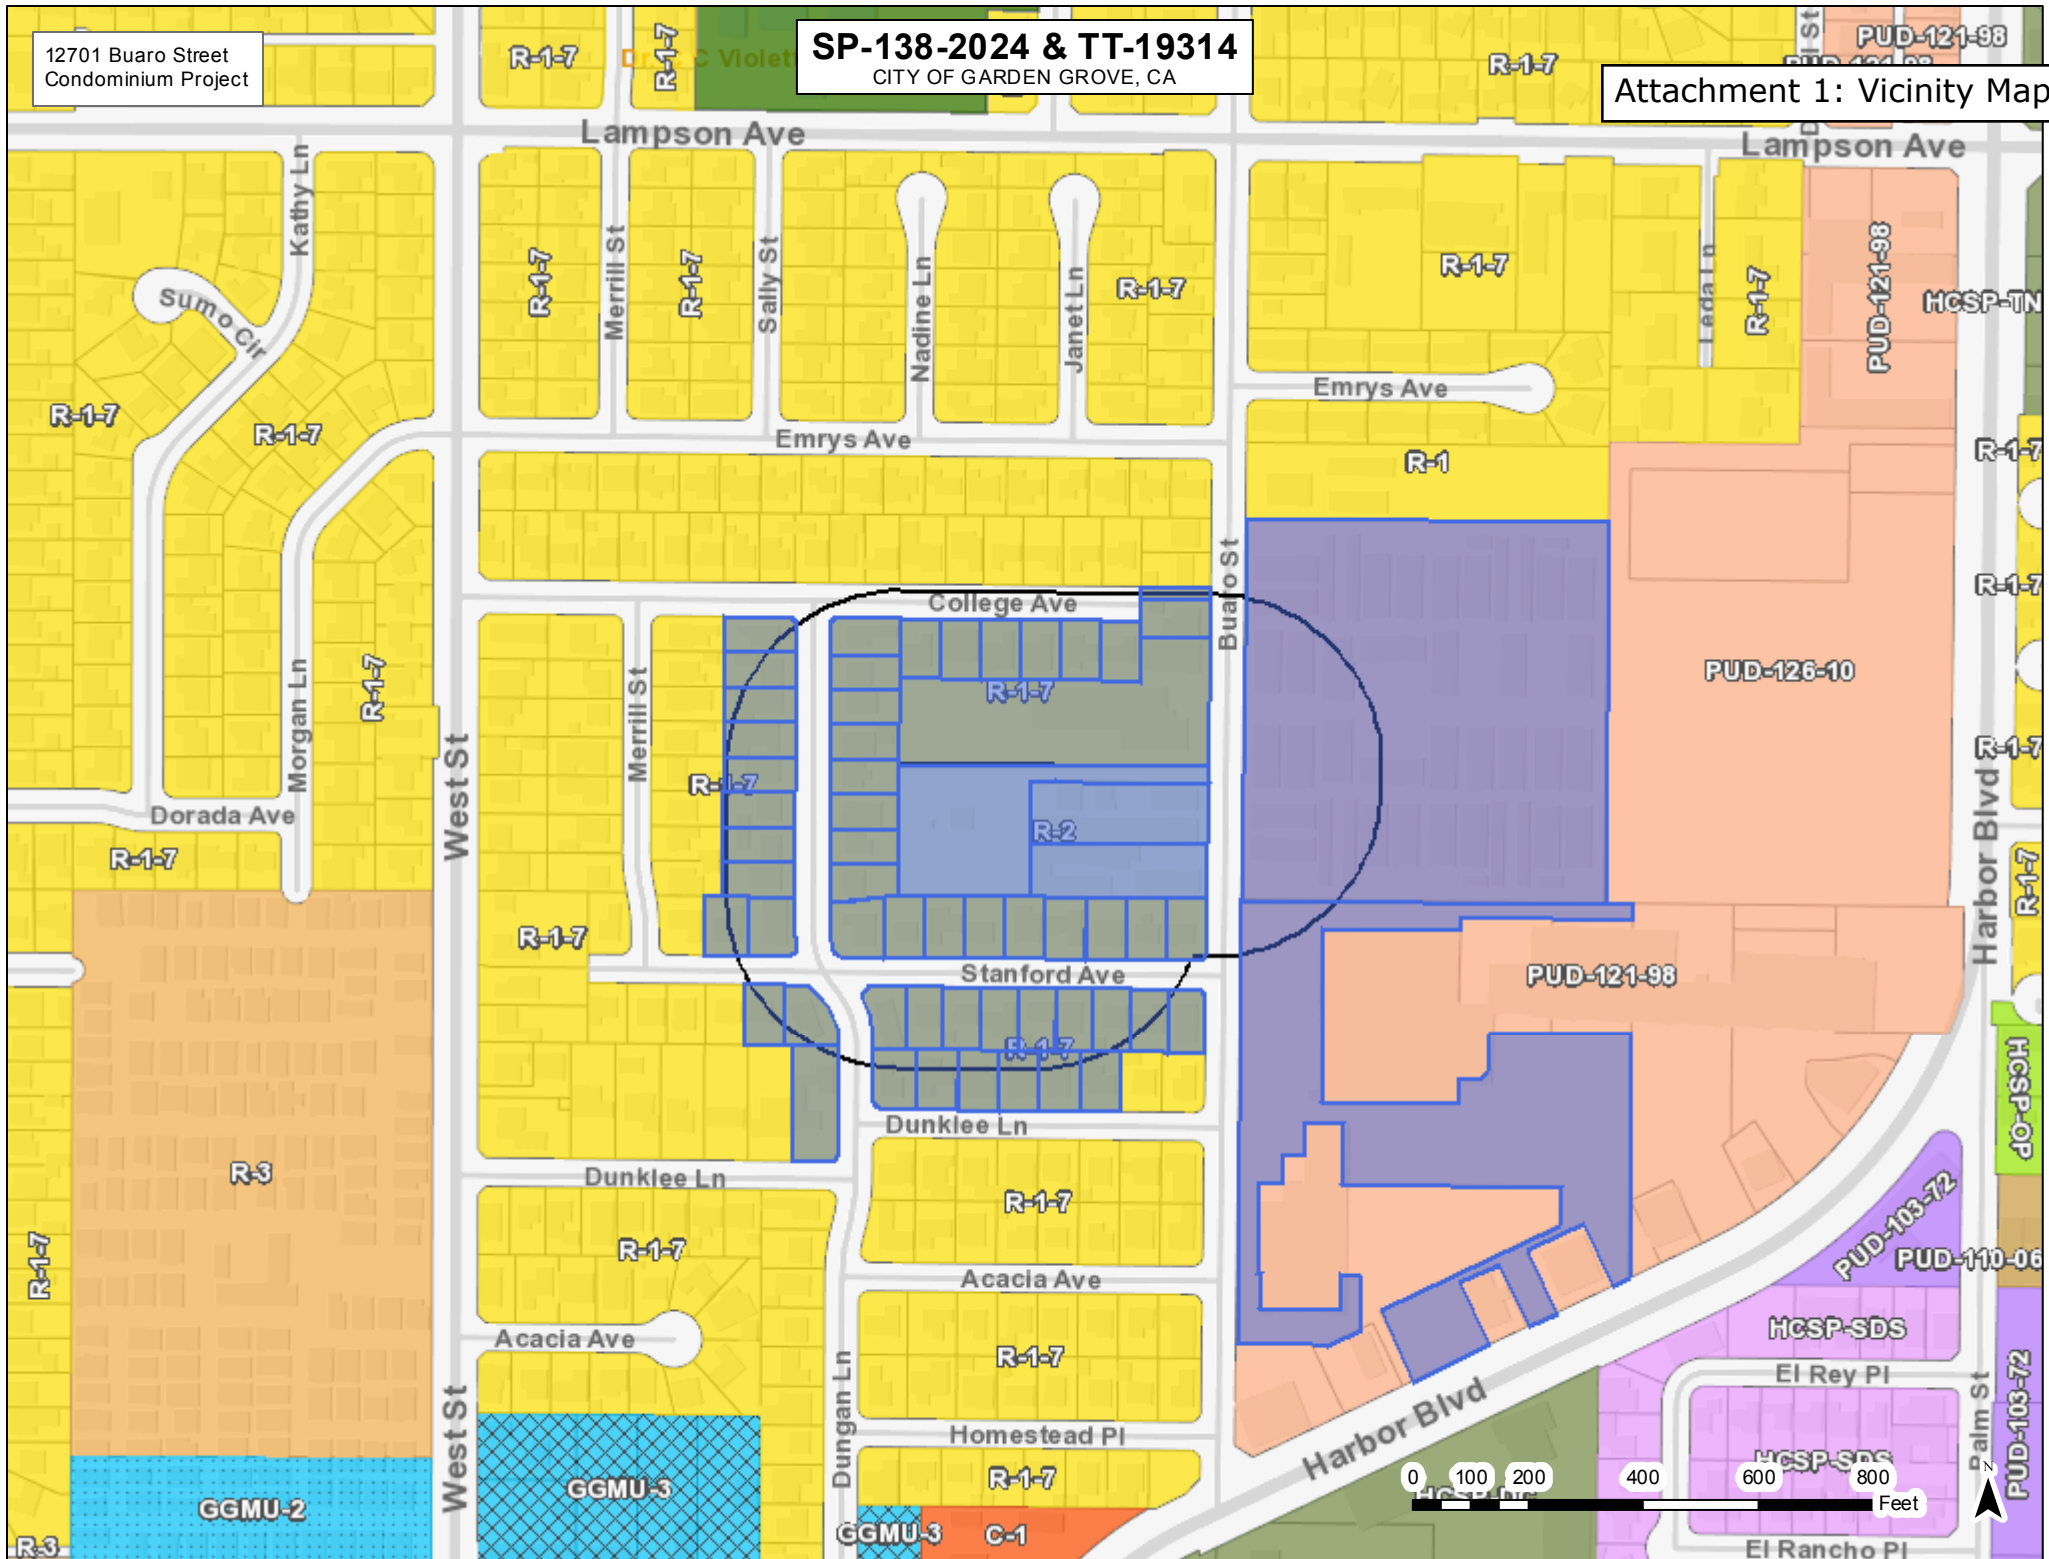 12701 Buaro Street
Condominium Project
SP-138-2024 & TT-19314
CITY OF GARDEN GROVE, CA
Attachment 1: Vicinity Map
R-1-7
R-1-7
R-1-7
PUD-121-98
Lampson Ave
Lampson Ave
Kathy Ln
Sumo Cir
R-1-7
Merrill St
R-1-7
Sally St
Nadine Ln
Janet Ln
R-1-7
R-1-7
Leda Ln
R-1-7
PUD-121-98
HCSP-TN
R-1-7
R-1-7
Emrys Ave
Emrys Ave
R-1
R-1-7
R-1-7
R-1-7
College Ave
Buaro St
R-1-7
PUD-126-10
Morgan Ln
R-1-7
West St
Merrill St
R-1-7
R-2
Dorada Ave
R-1-7
Harbor Blvd
R-1-7
R-1-7
Stanford Ave
PUD-121-98
R-1-7
HCSP-OP
Dunklee Ln
Dunklee Ln
R-3
R-1-7
R-1-7
R-1-7
PUD-103-72
PUD-110-06
Acacia Ave
Acacia Ave
R-1-7
HCSP-SDS
El Rey Pl
Palm St
PUD-103-72
West St
Dungan Ln
Homestead Pl
Harbor Blvd
HCSP-SDS
R-1-7
GGMU-3
GGMU-2
GGMU-3
C-1
R-3
0 100 200 400 600 800
Feet
N
El Rancho Pl